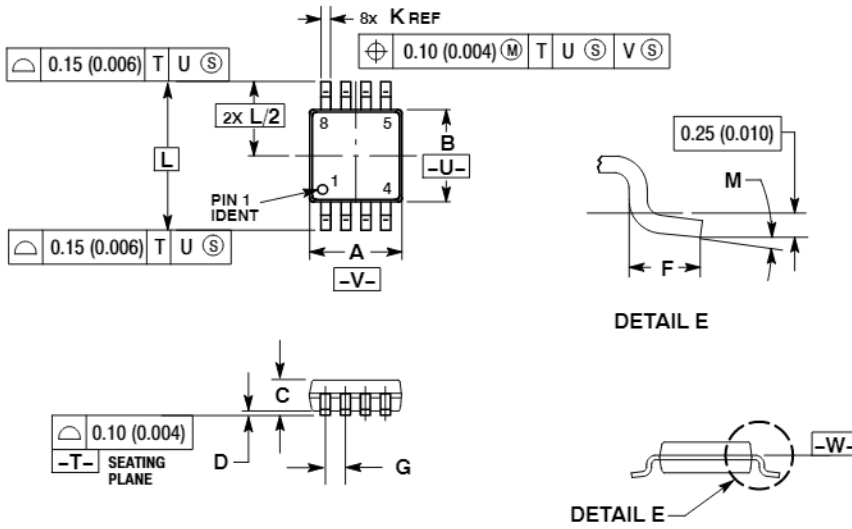 8x K REF
0.10 (0.004) Ⓜ T U Ⓢ V Ⓢ
0.15 (0.006) T U Ⓢ
2X L/2
L
8 5
B
-U-
PIN 1
IDENT
1 4
0.15 (0.006) T U Ⓢ
A
-V-
0.25 (0.010)
M
F
DETAIL E
C
0.10 (0.004)
-T- SEATING
PLANE
D
G
-W-
DETAIL E